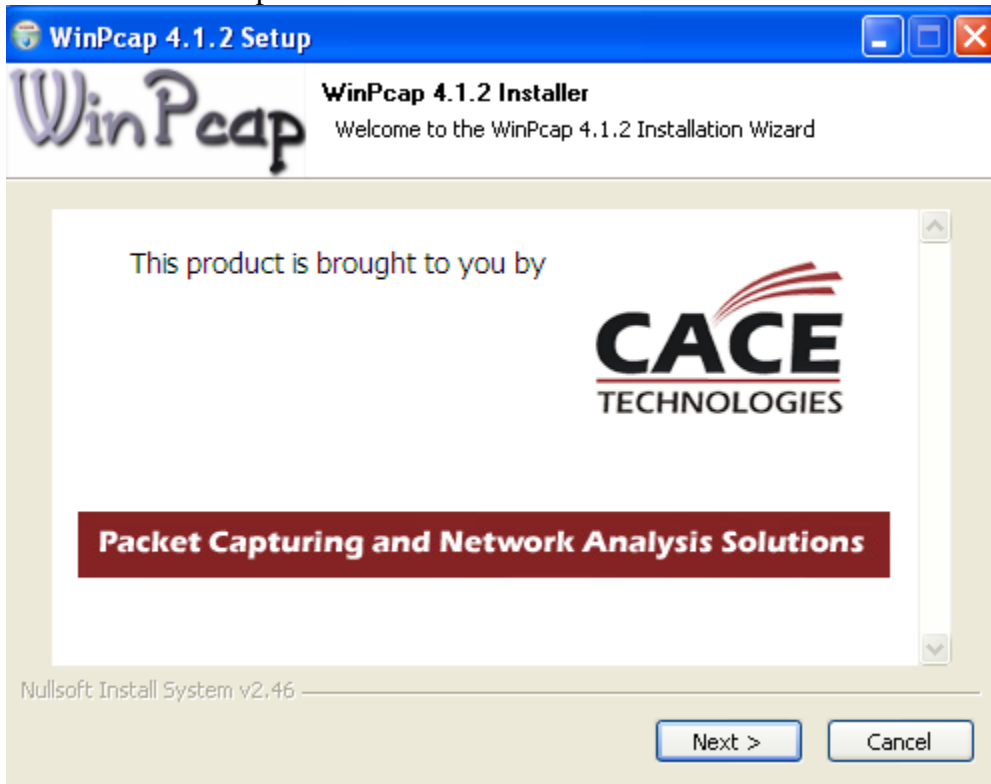 WinPcap 4.1.2 Setup
WinPcap
WinPcap 4.1.2 Installer
Welcome to the WinPcap 4.1.2 Installation Wizard
This product is brought to you by
CACE
TECHNOLOGIES
Packet Capturing and Network Analysis Solutions
Nullsoft Install System v2.46
Next >
Cancel